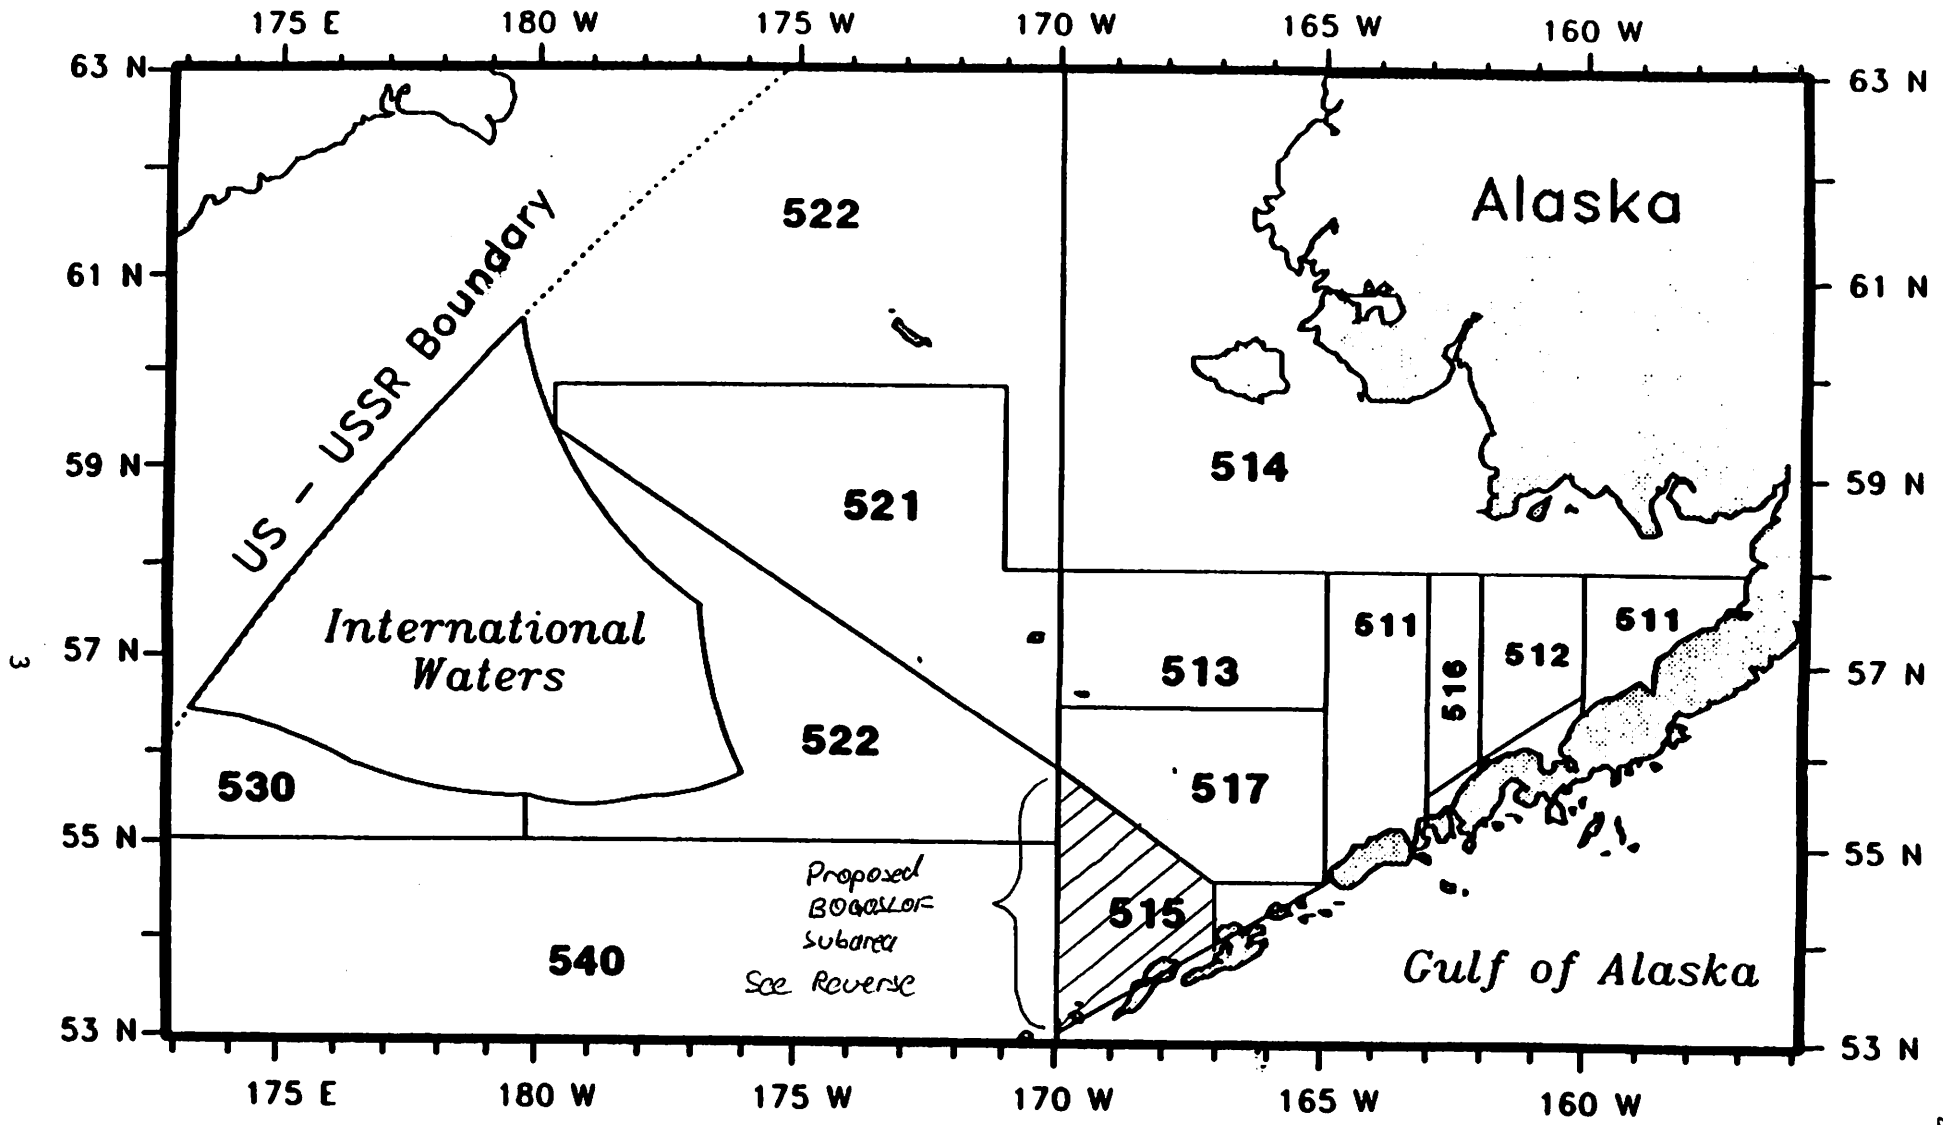 175 E 180 W 175 W 170 W 165 W 160 W
63 N 63 N
Alaska
522
US - USSR Boundary
61 N 61 N
514
59 N 59 N
521
International
Waters
511 511
512
513
516
57 N 57 N
3
522
517
530
55 N 55 N
Proposed
BOGOSLOF
subarea
See Reverse
515
540
Gulf of Alaska
53 N 53 N
175 E 180 W 175 W 170 W 165 W 160 W